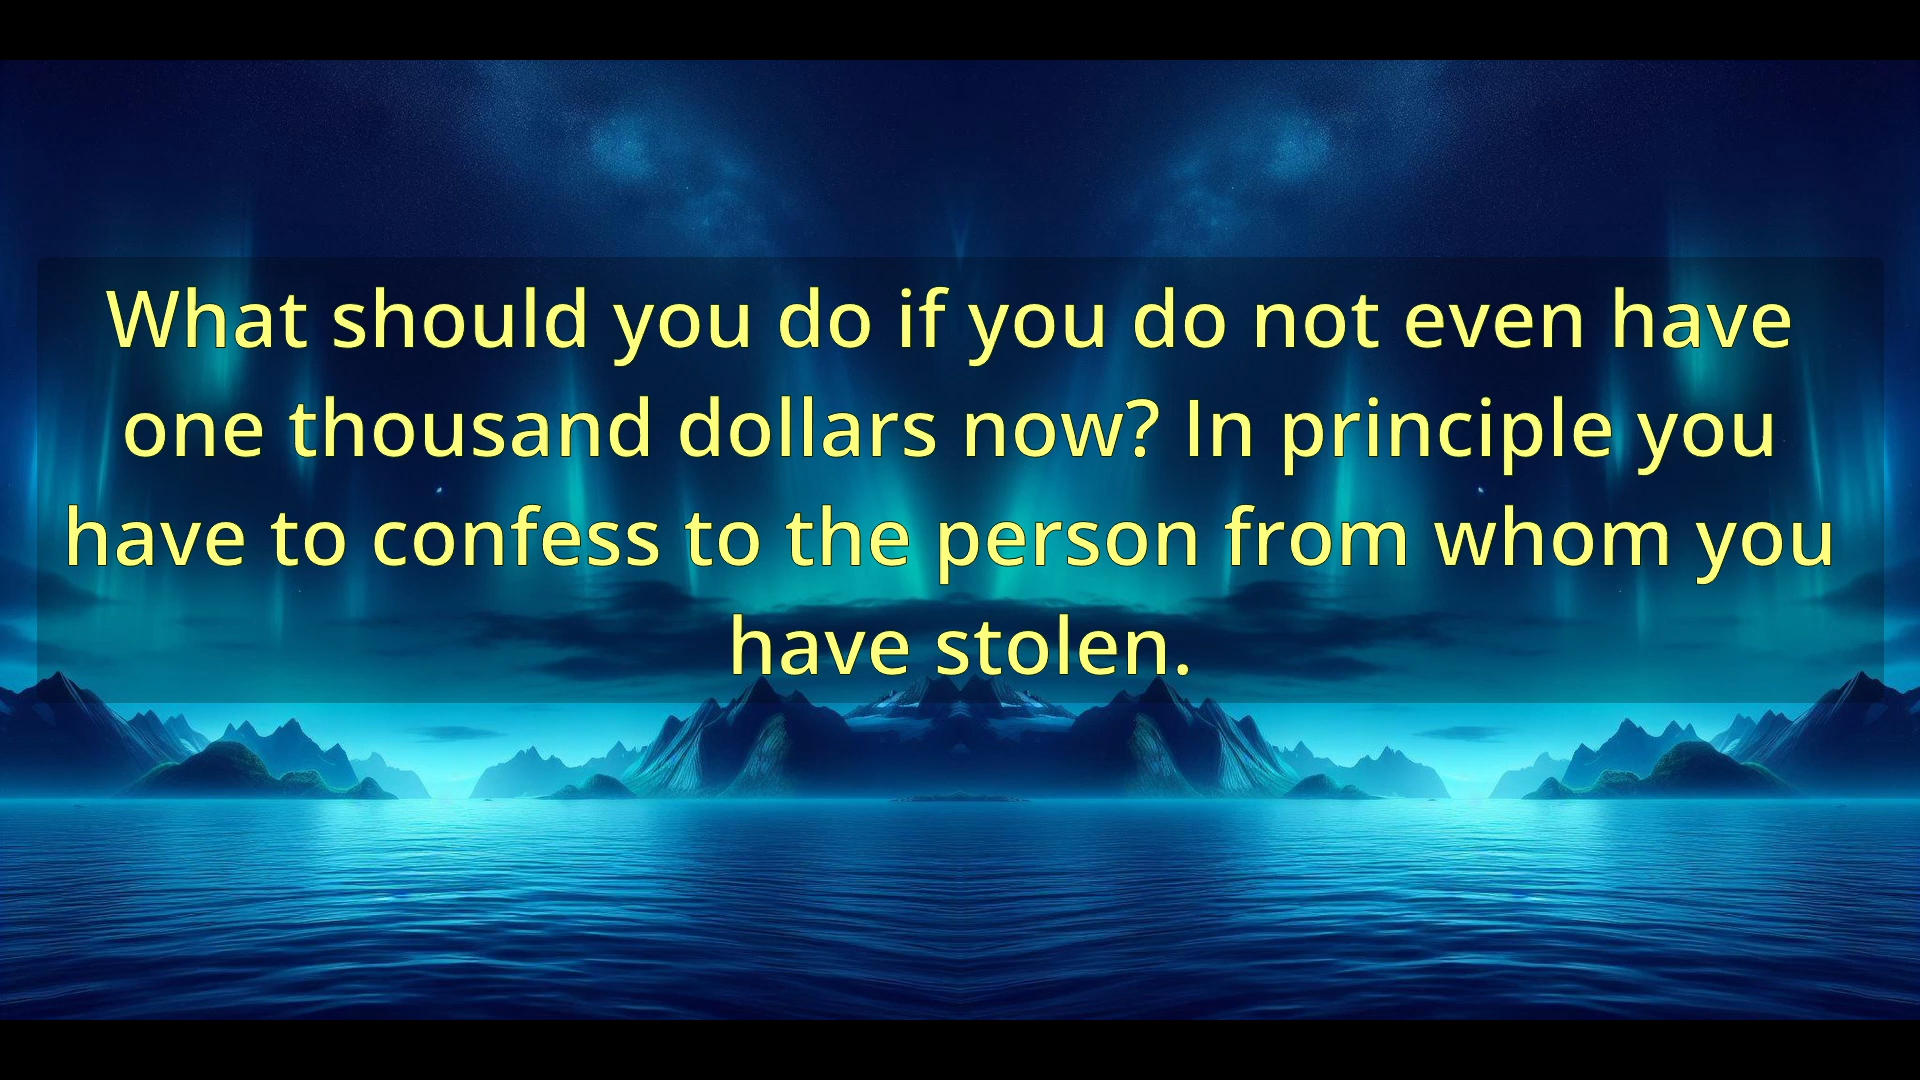 What should you do if you do not even have
one thousand dollars now? In principle you
have to confess to the person from whom you
have stolen.